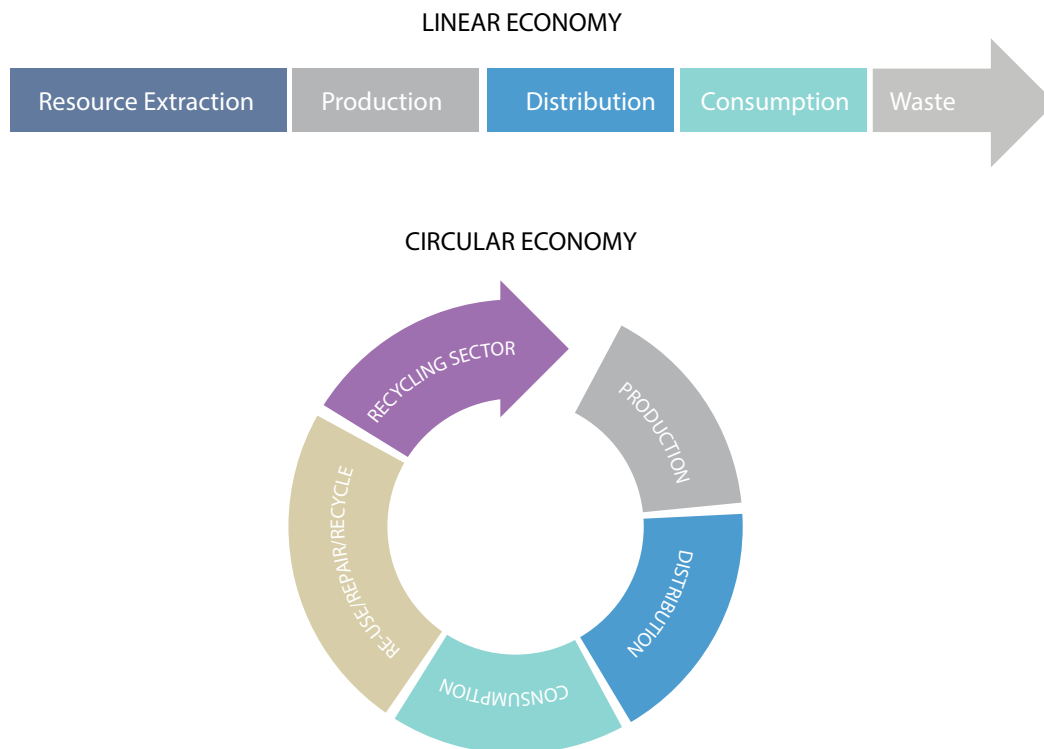 LINEAR ECONOMY
Resource Extraction
Production
Distribution
Consumption
Waste
CIRCULAR ECONOMY
RECYCLING SECTOR
PRODUCTION
DISTRIBUTION
CONSUMPTION
RE-USE/REPAIR/RECYCLE